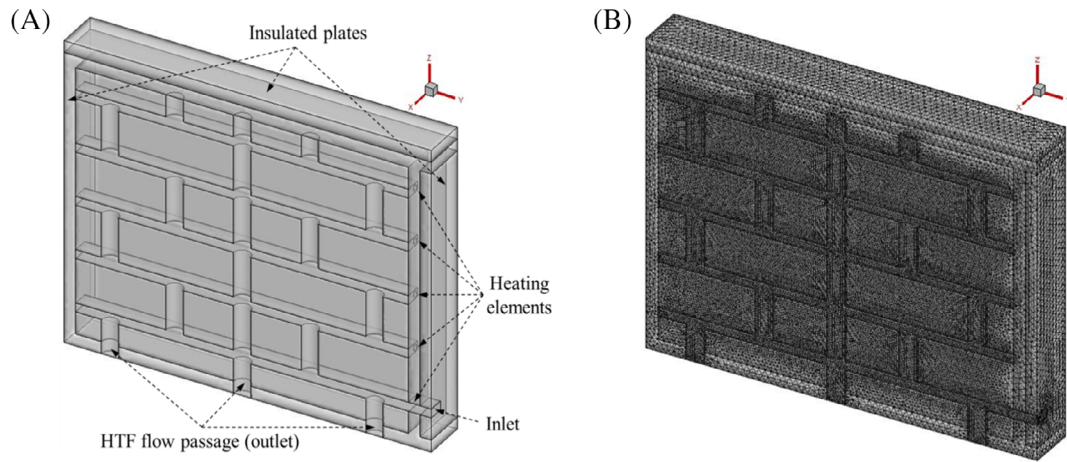 (A)
Insulated plates
Z
Y
X
Heating
elements
Inlet
HTF flow passage (outlet)
(B)
Z
Y
X